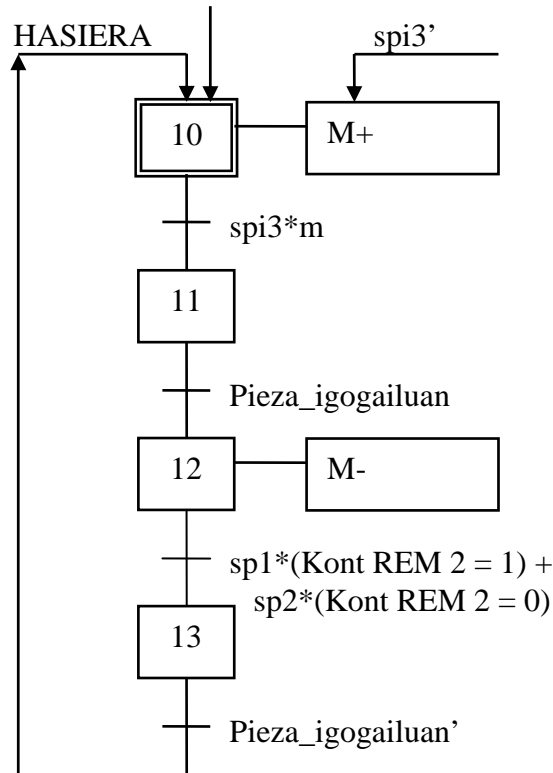 HASIERA
spi3’
10
M+
spi3*m
11
Pieza_igogailuan
12
M-
sp1*(Kont REM 2 = 1) +
sp2*(Kont REM 2 = 0)
13
Pieza_igogailuan’